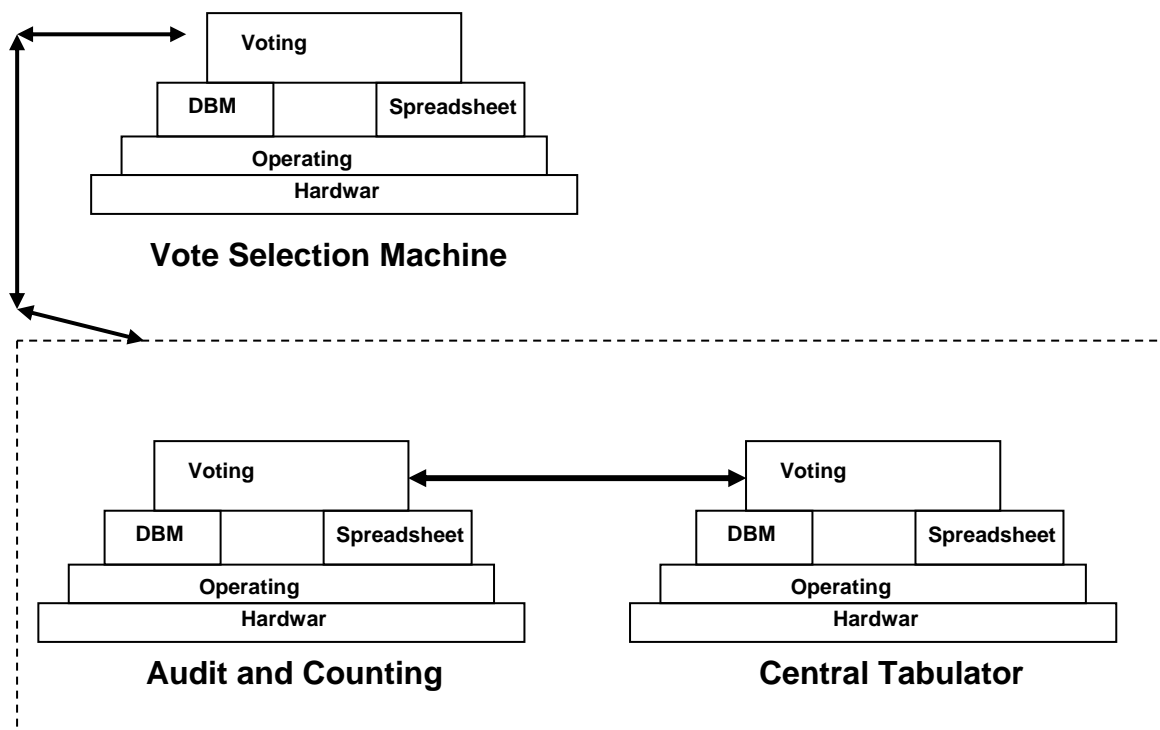 Voting
DBM
Spreadsheet
Operating
Hardwar
Vote Selection Machine
Voting
DBM
Spreadsheet
Operating
Hardwar
Audit and Counting
Voting
DBM
Spreadsheet
Operating
Hardwar
Central Tabulator